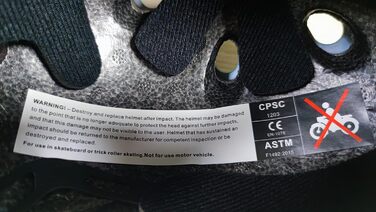 WARNING! – Destroy and replace helmet after impact. The helmet may be damaged
to the point that is no longer adequate to protect the head against further impacts,
and that this damage may not be visible to the user. Helmet that has sustained an
impact should be returned to the manufacturer for competent inspection or be
destroyed and replaced.
For use in skateboard or trick roller skating. Not for use motor vehicle.
CPSC
1203
CE
EN 1078
ASTM
F1492:2015